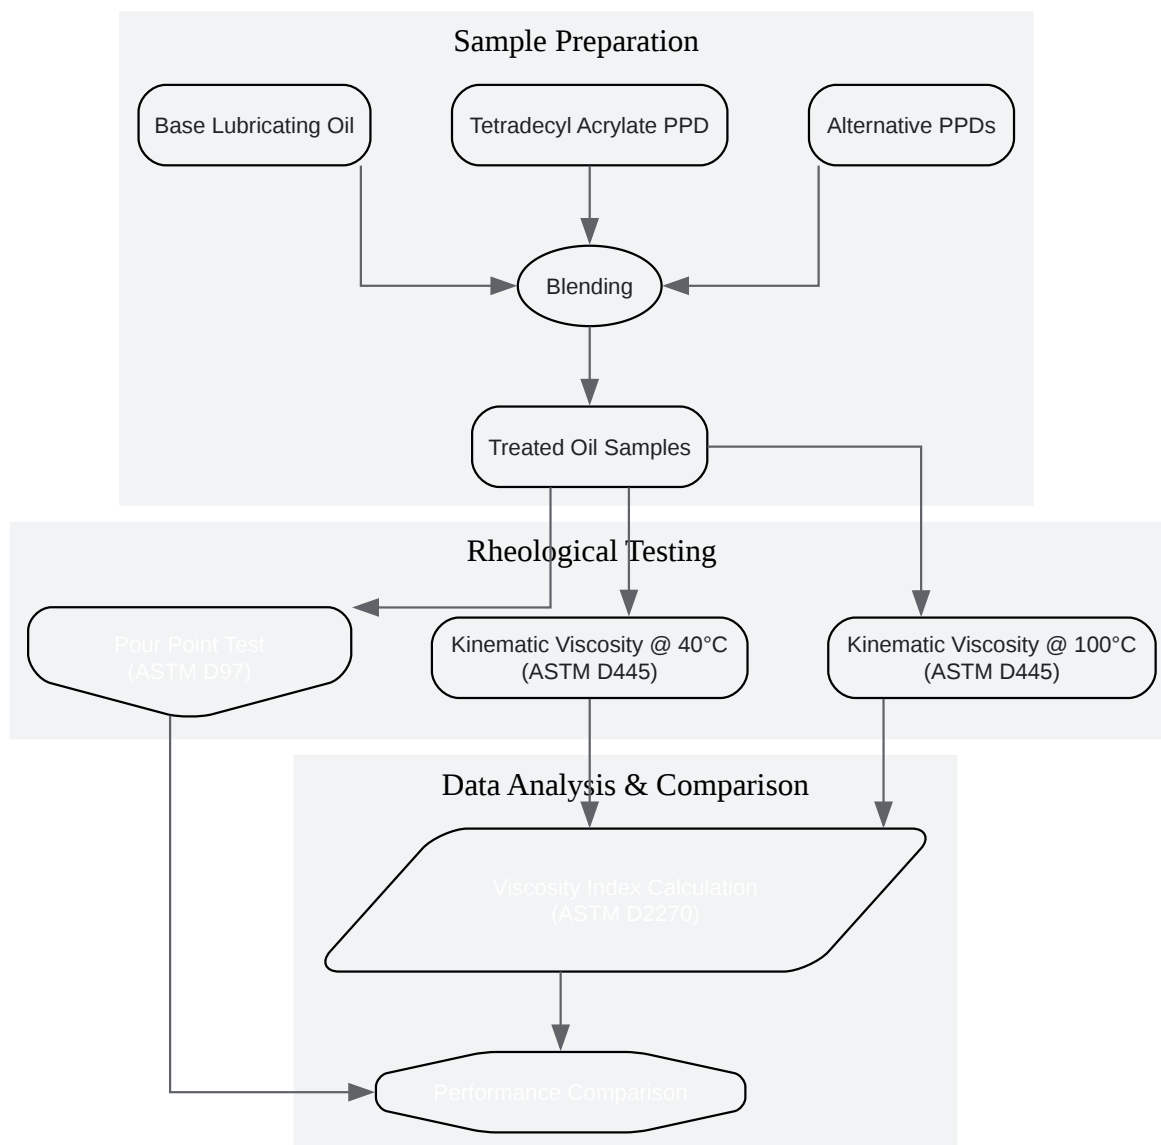 Sample Preparation
Base Lubricating Oil
Tetradecyl Acrylate PPD
Alternative PPDs
Blending
Treated Oil Samples
Rheological Testing
Pour Point Test
(ASTM D97)
Kinematic Viscosity @ 40°C
(ASTM D445)
Kinematic Viscosity @ 100°C
(ASTM D445)
Data Analysis & Comparison
Viscosity Index Calculation
(ASTM D2270)
Performance Comparison